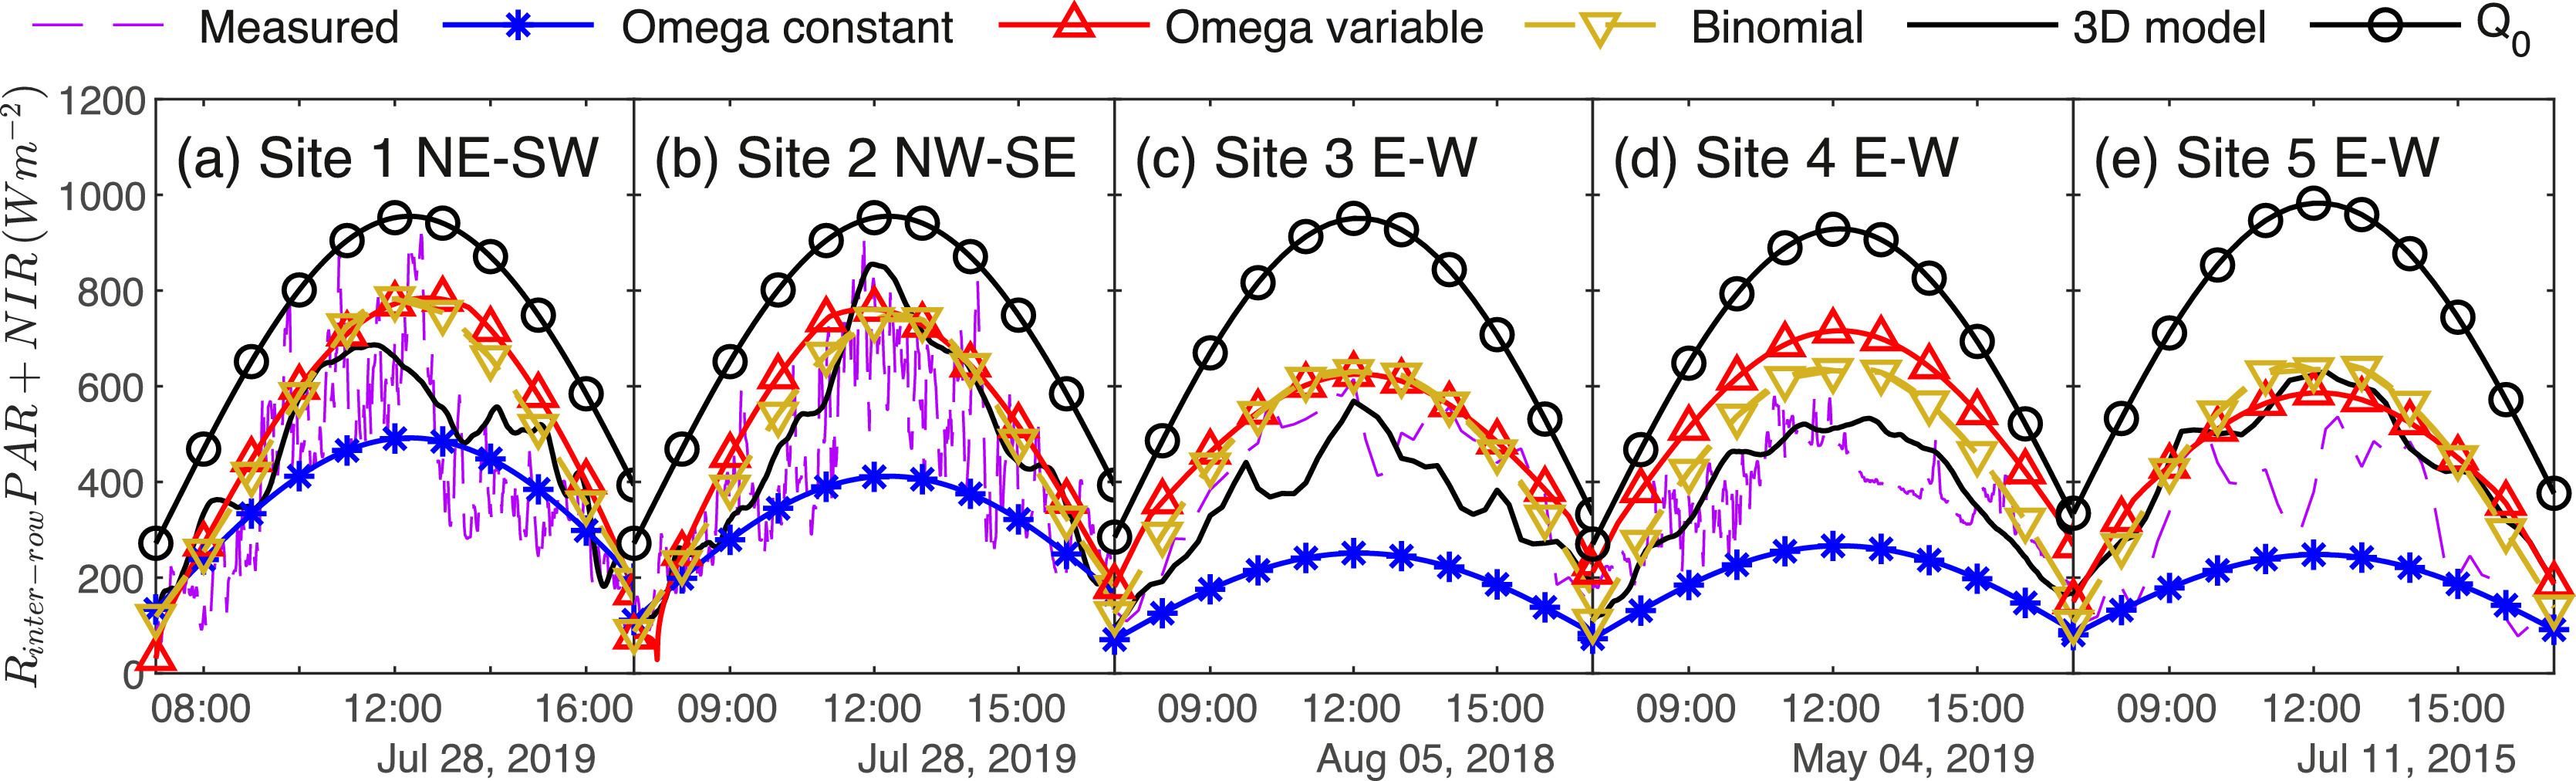 Measured Omega constant Omega variable Binomial 3D model Q0
R_inter-row PAR + NIR (Wm^-2)
1200
1000
800
600
400
200
0
(a) Site 1 NE-SW (b) Site 2 NW-SE (c) Site 3 E-W (d) Site 4 E-W (e) Site 5 E-W
08:00 12:00 16:00 09:00 12:00 15:00 09:00 12:00 15:00 09:00 12:00 15:00 09:00 12:00 15:00
Jul 28, 2019 Jul 28, 2019 Aug 05, 2018 May 04, 2019 Jul 11, 2015